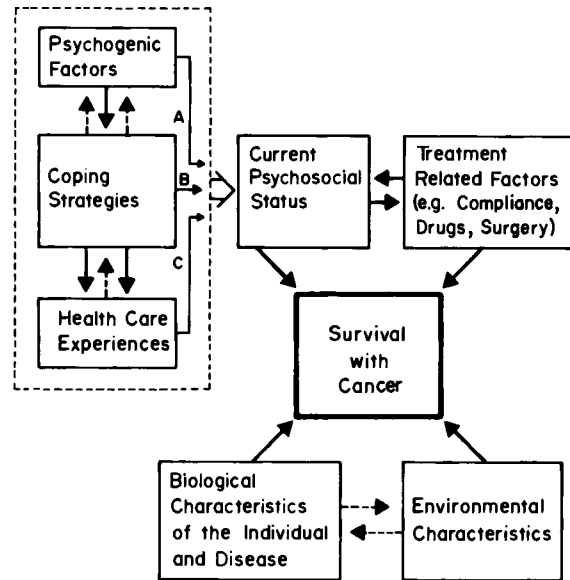 Psychogenic
Factors
A
Coping
Strategies
B
C
Health Care
Experiences
Current
Psychosocial
Status
Treatment
Related Factors
(e.g. Compliance,
Drugs, Surgery)
Survival
with
Cancer
Biological
Characteristics
of the Individual
and Disease
Environmental
Characteristics